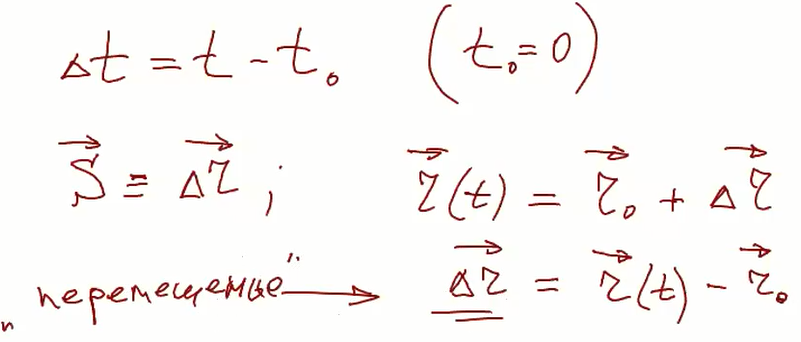 Δt = t - t₀ (t₀ = 0)
S⃗ ≡ Δr⃗ ; r⃗(t) = r⃗₀ + Δr⃗
„перемещение“ → Δr⃗ = r⃗(t) - r⃗₀